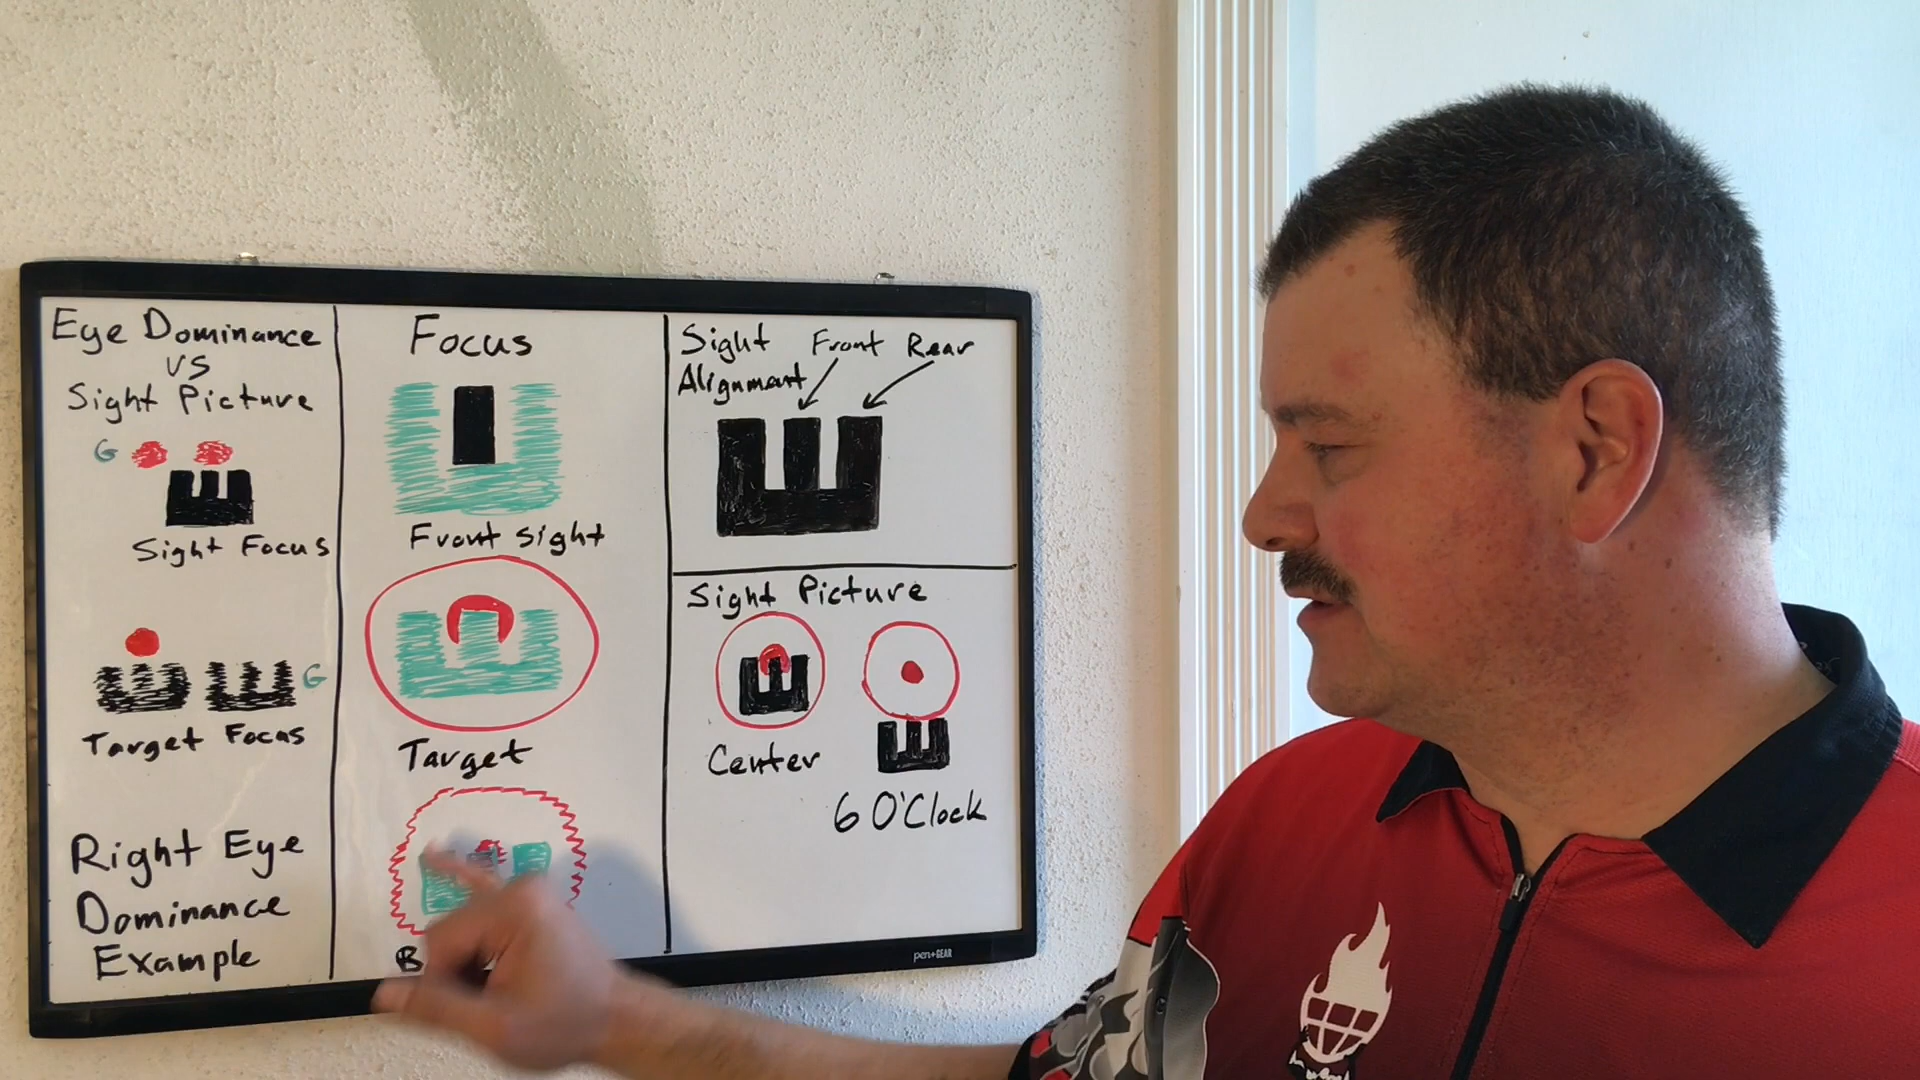 Eye Dominance
vs
Sight Picture
G
Sight Focus
G
Target Focus
Right Eye
Dominance
Example
Focus
Front Sight
Target
B
Sight
Alignment
Front Rear
Sight Picture
Center
6 O'Clock
pen+GEAR